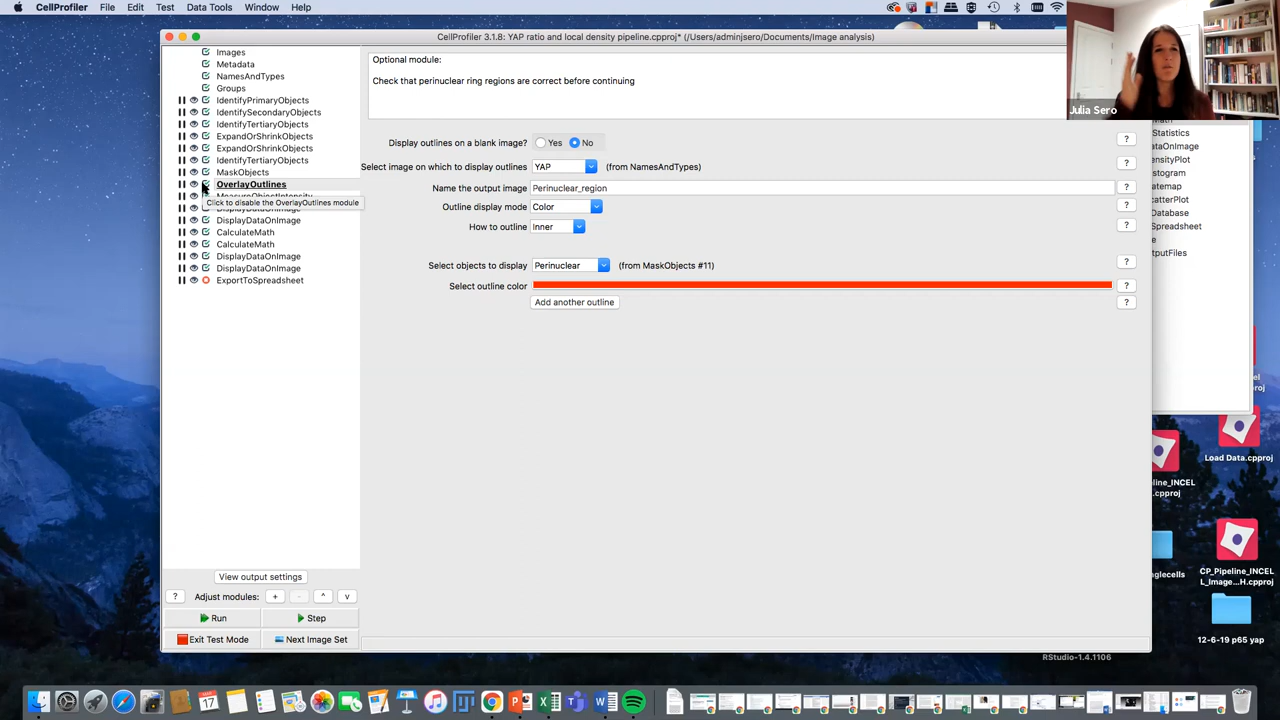 CellProfiler File Edit Test Data Tools Window Help
CellProfiler 3.1.8: YAP ratio and local density pipeline.cpproj* (/Users/adminjsero/Documents/Image analysis)
Images
Metadata
NamesAndTypes
Groups
IdentifyPrimaryObjects
IdentifySecondaryObjects
IdentifyTertiaryObjects
ExpandOrShrinkObjects
ExpandOrShrinkObjects
IdentifyTertiaryObjects
MaskObjects
OverlayOutlines
Click to disable the OverlayOutlines module
DisplayDataOnImage
CalculateMath
CalculateMath
DisplayDataOnImage
DisplayDataOnImage
ExportToSpreadsheet
View output settings
? Adjust modules: + - ^ v
Run Step
Exit Test Mode Next Image Set
Optional module:
Check that perinuclear ring regions are correct before continuing
Display outlines on a blank image? Yes No ?
Select image on which to display outlines YAP (from NamesAndTypes) ?
Name the output image Perinuclear_region ?
Outline display mode Color ?
How to outline Inner ?
Select objects to display Perinuclear (from MaskObjects #11) ?
Select outline color ?
Add another outline ?
Julia Sero
Statistics
taOnImage
ensityPlot
stogram
atemap
catterPlot
Database
Spreadsheet
e
tputFiles
el
roj
Load Data.cpproj
line_INCEL
.cpproj
CP_Pipeline_INCEL
L_Image...H.cpproj
glecells
12-6-19 p65 yap
RStudio-1.4.1106
MAR
17